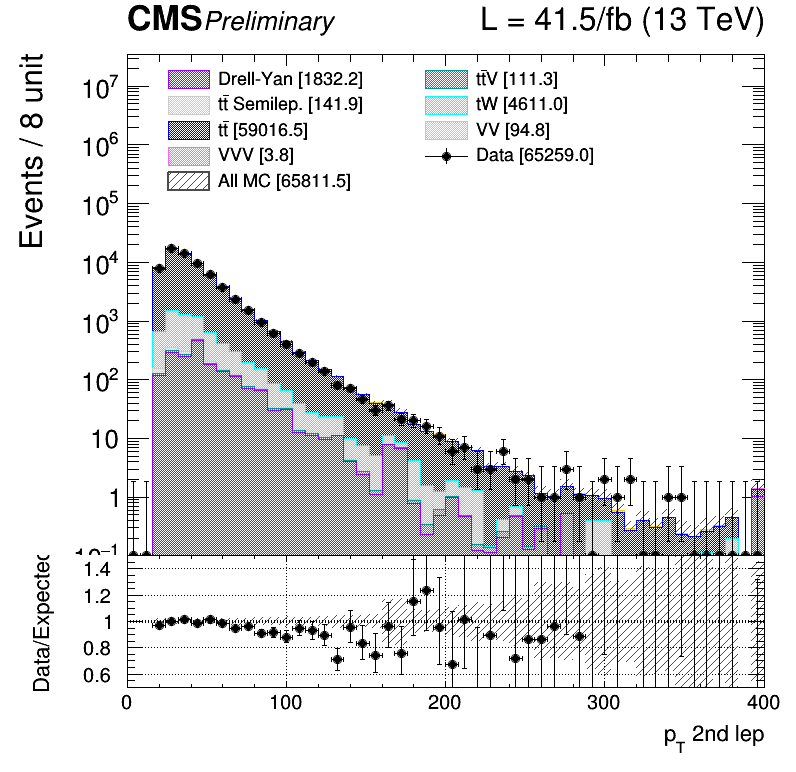 CMS Preliminary L = 41.5/fb (13 TeV)
Events / 8 unit
Drell-Yan [1832.2]
tt̄V [111.3]
tt̄ Semilep. [141.9]
tW [4611.0]
tt̄ [59016.5]
VV [94.8]
VVV [3.8]
Data [65259.0]
All MC [65811.5]
10⁷
10⁶
10⁵
10⁴
10³
10²
10
1
10⁻¹
Data/Expected
1.4
1.2
1
0.8
0.6
0 100 200 300 400
p_T 2nd lep